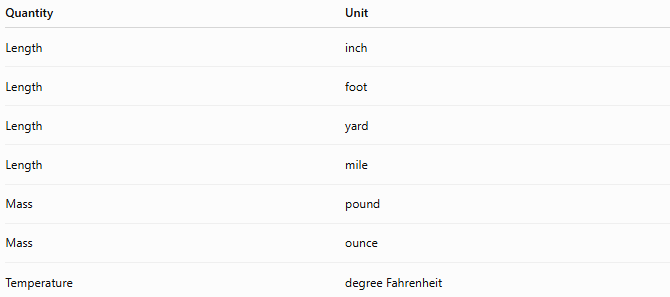 Quantity Unit
Length inch
Length foot
Length yard
Length mile
Mass pound
Mass ounce
Temperature degree Fahrenheit